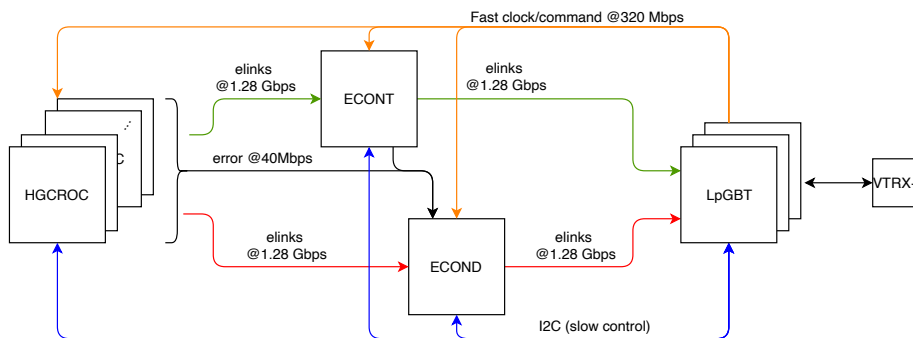 Fast clock/command @320 Mbps
elinks
@1.28 Gbps
elinks
@1.28 Gbps
ECONT
HGCROC
error @40Mbps
LpGBT
VTRX+
elinks
@1.28 Gbps
ECOND
elinks
@1.28 Gbps
I2C (slow control)